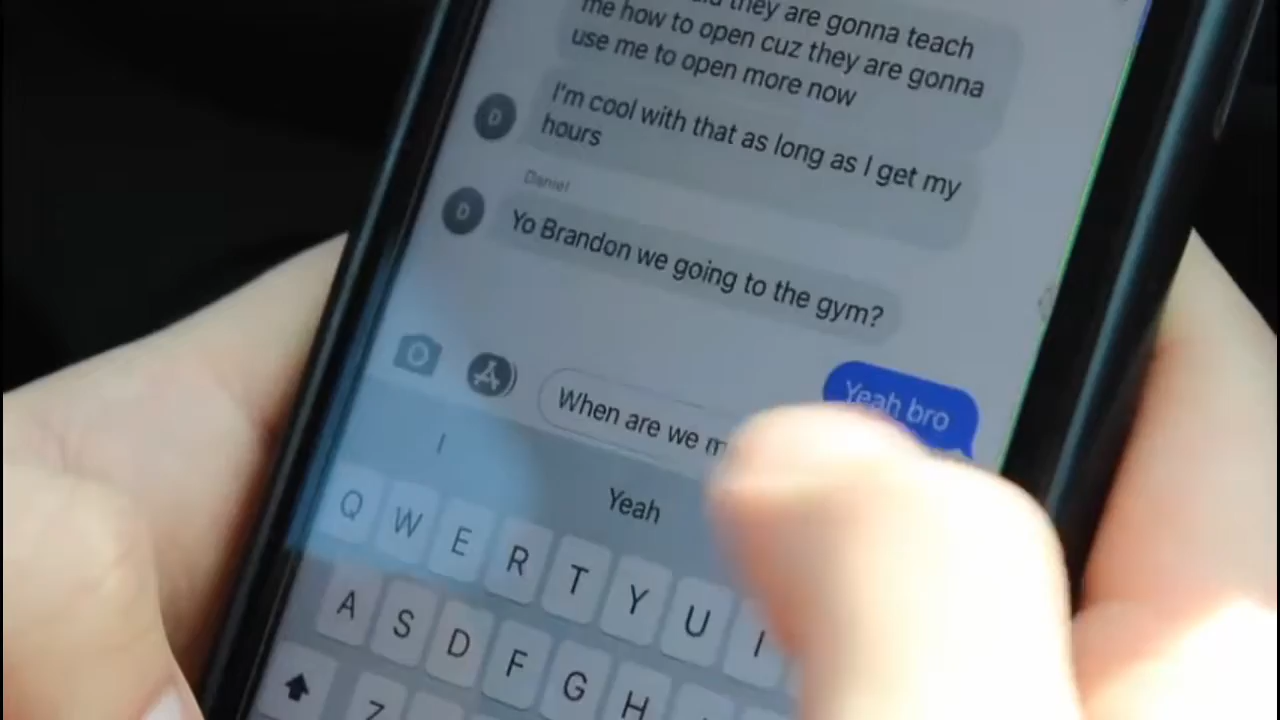 they are gonna teach
me how to open cuz they are gonna
use me to open more now
D
I'm cool with that as long as I get my
hours
Daniel
D
Yo Brandon we going to the gym?
Yeah bro
When are we m
I
Yeah
Q W E R T Y U I
A S D F G H
Z